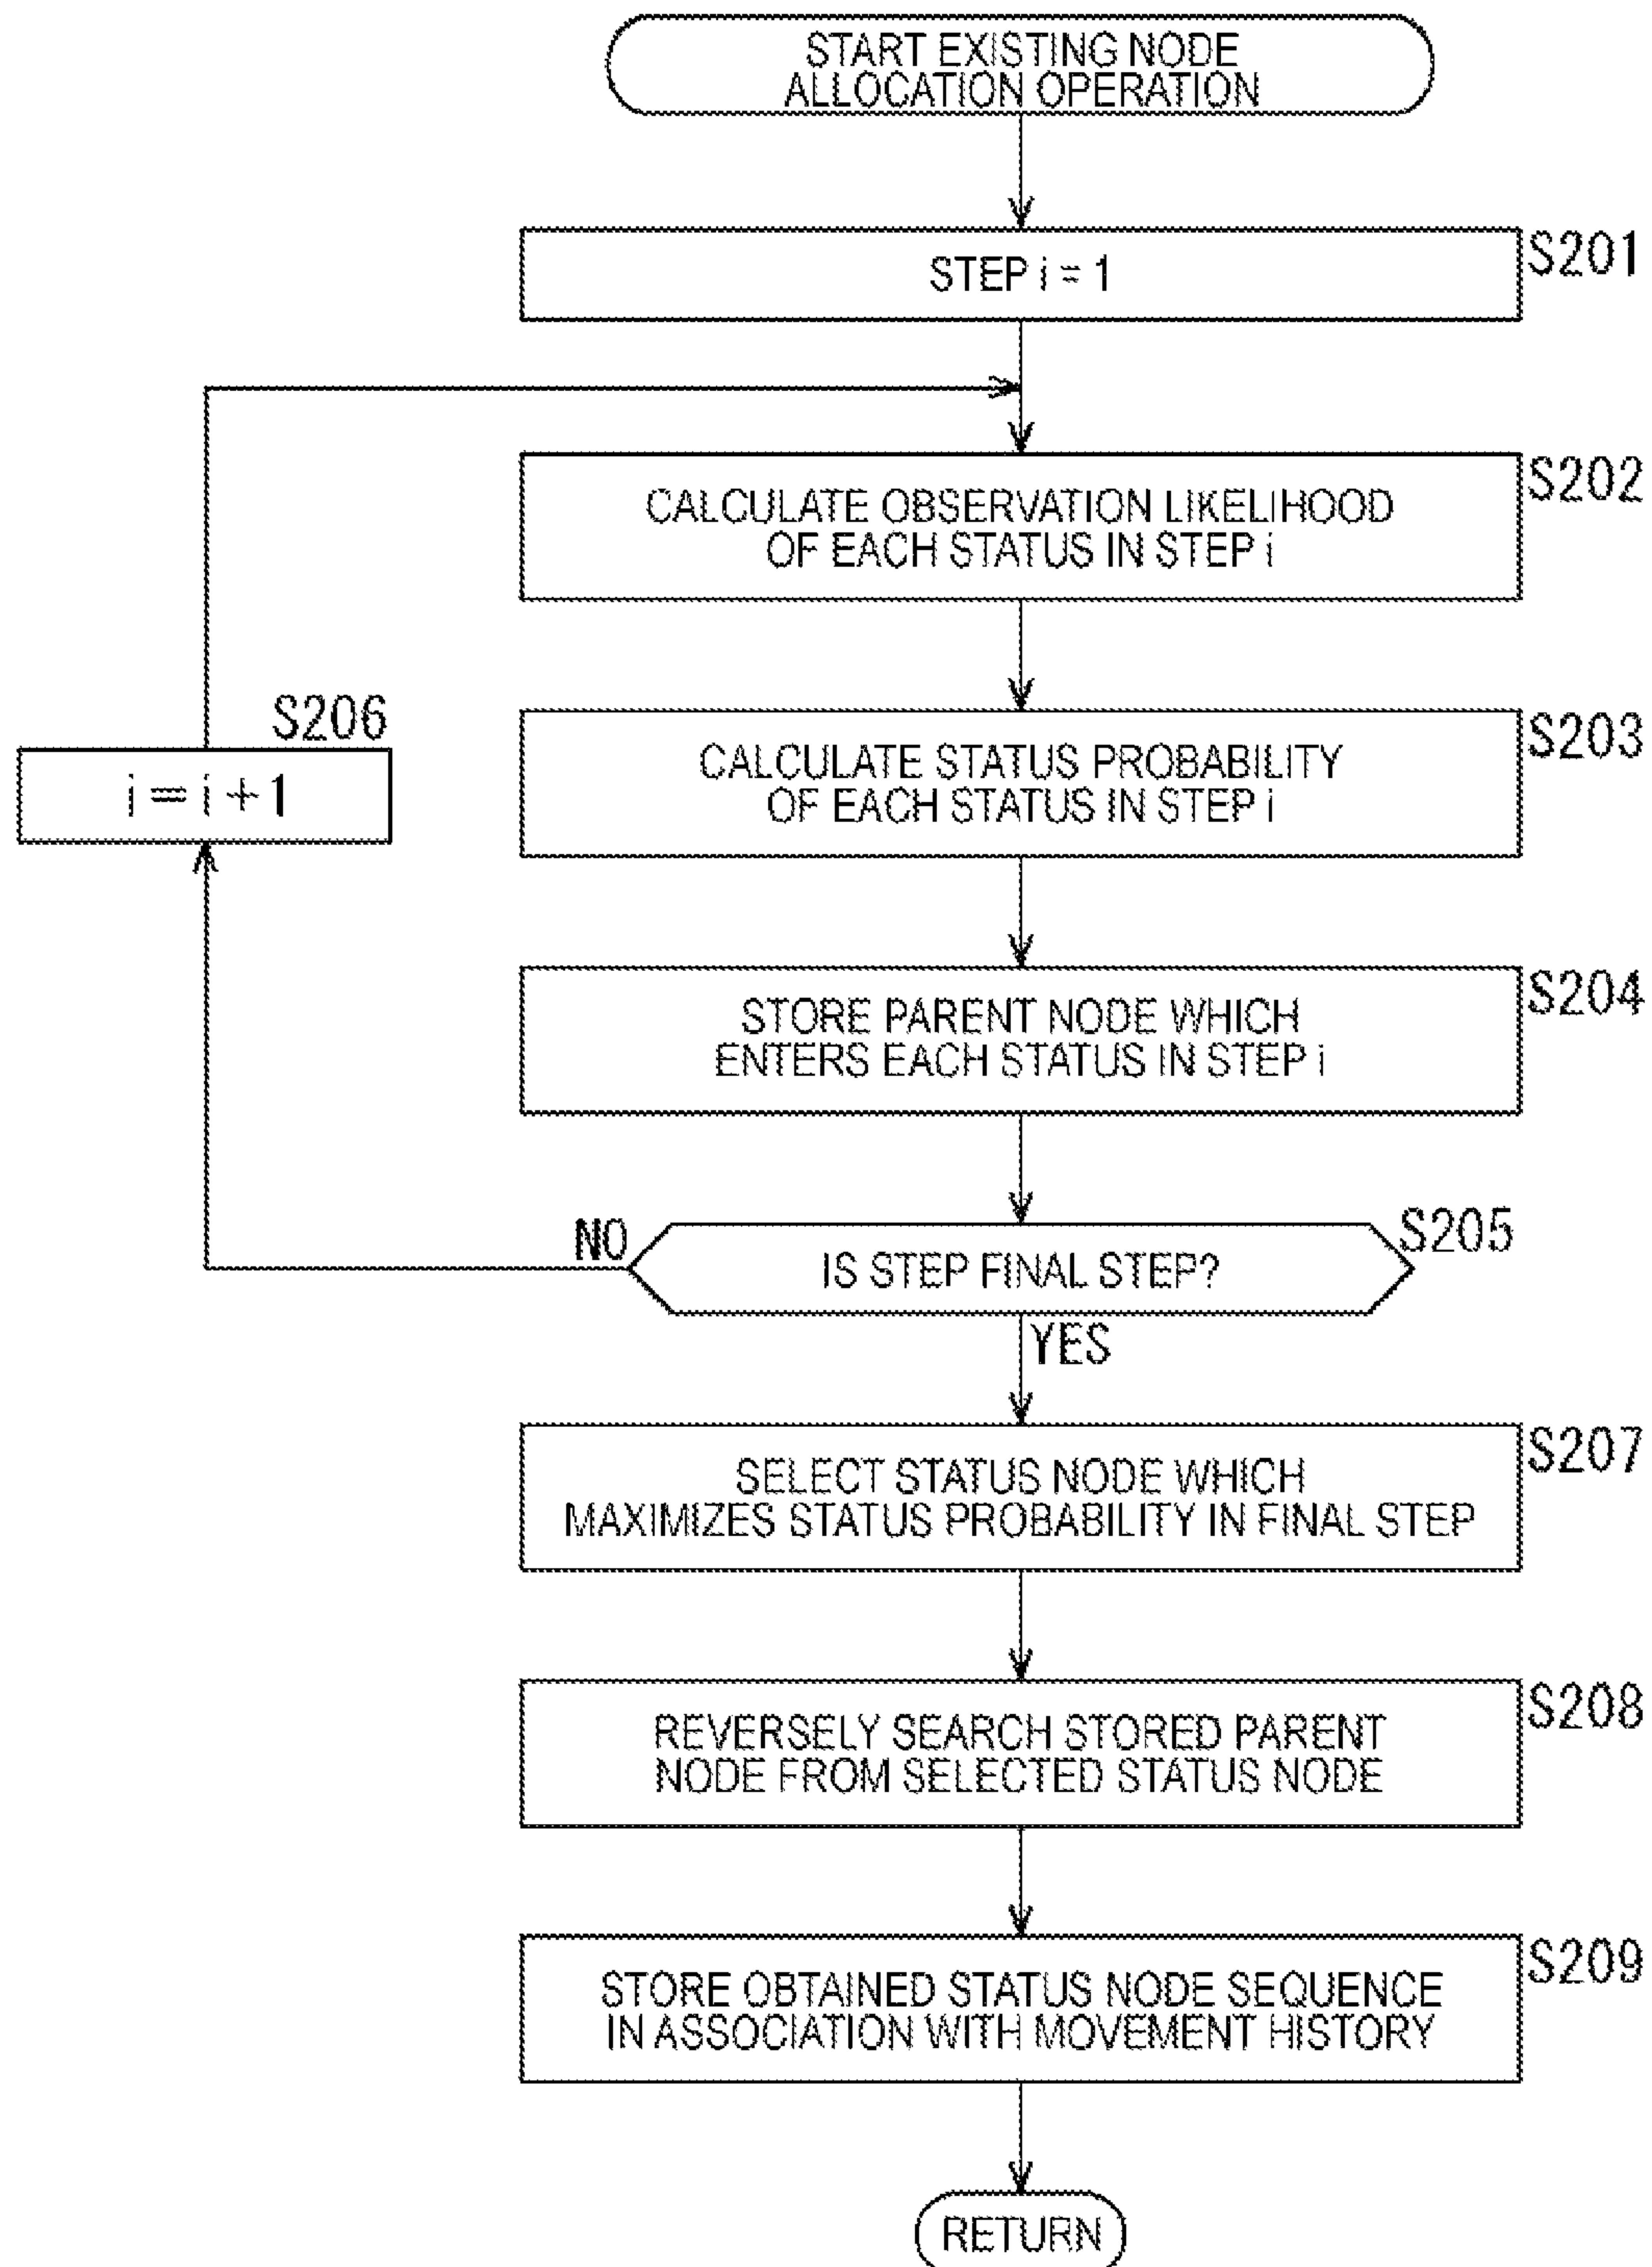 START EXISTING NODE
ALLOCATION OPERATION
S201
STEP i = 1
S202
CALCULATE OBSERVATION LIKELIHOOD
OF EACH STATUS IN STEP i
S206
i = i + 1
S203
CALCULATE STATUS PROBABILITY
OF EACH STATUS IN STEP i
S204
STORE PARENT NODE WHICH
ENTERS EACH STATUS IN STEP i
NO
S205
IS STEP FINAL STEP?
YES
S207
SELECT STATUS NODE WHICH
MAXIMIZES STATUS PROBABILITY IN FINAL STEP
S208
REVERSELY SEARCH STORED PARENT
NODE FROM SELECTED STATUS NODE
S209
STORE OBTAINED STATUS NODE SEQUENCE
IN ASSOCIATION WITH MOVEMENT HISTORY
RETURN